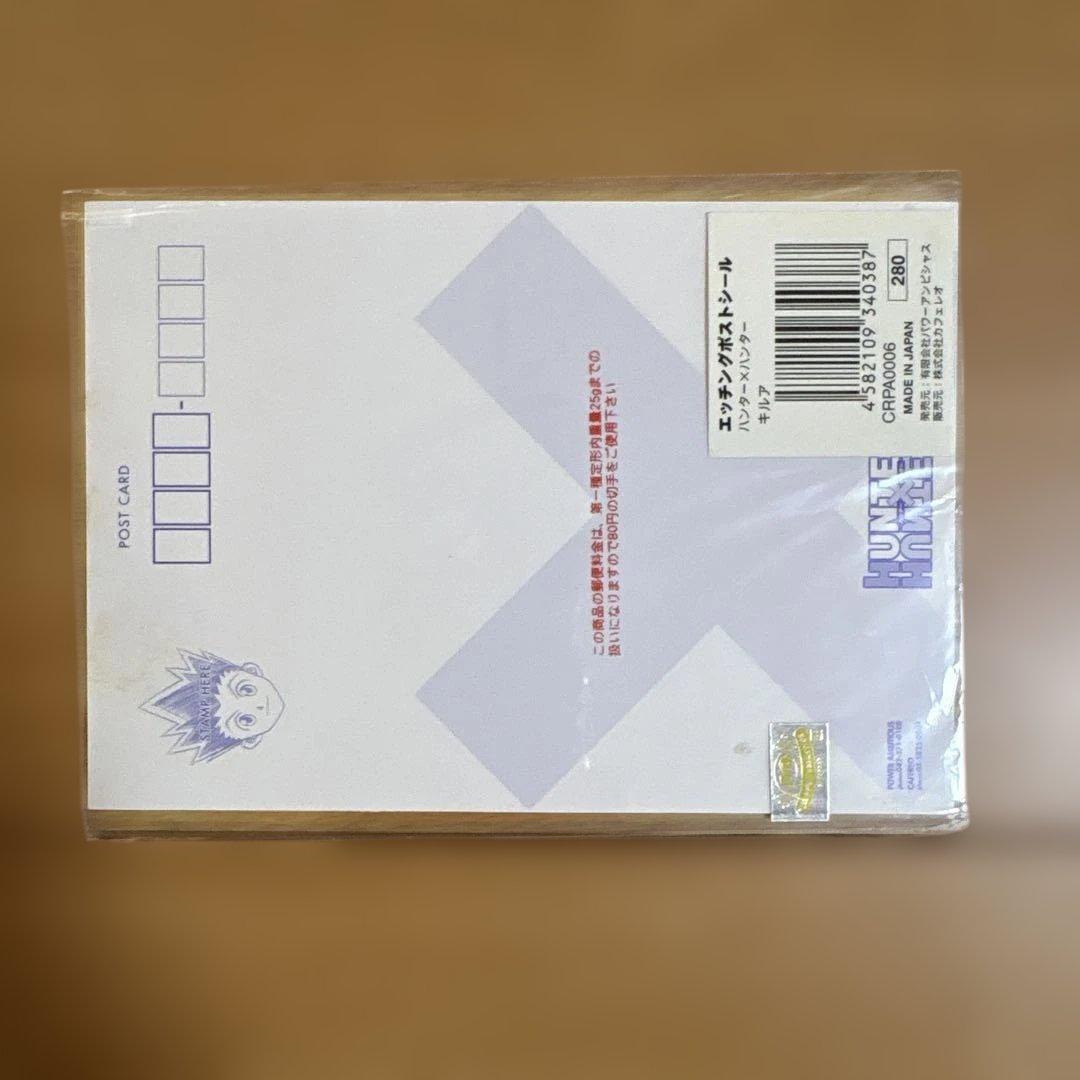 POST CARD
STAMP HERE
この商品の郵便料金は、第一種定形内重量25gまでの
扱いになりますので80円の切手をご使用下さい
エッチングポストシール
ハンター×ハンター
キルア
4 582109 340387
CRPA0006
280
MADE IN JAPAN
発売元：有限会社パワーアンビシャス
販売元：株式会社カフェレオ
HUNTE
HUNTE
POWER AMBITIOUS
CAFEREO